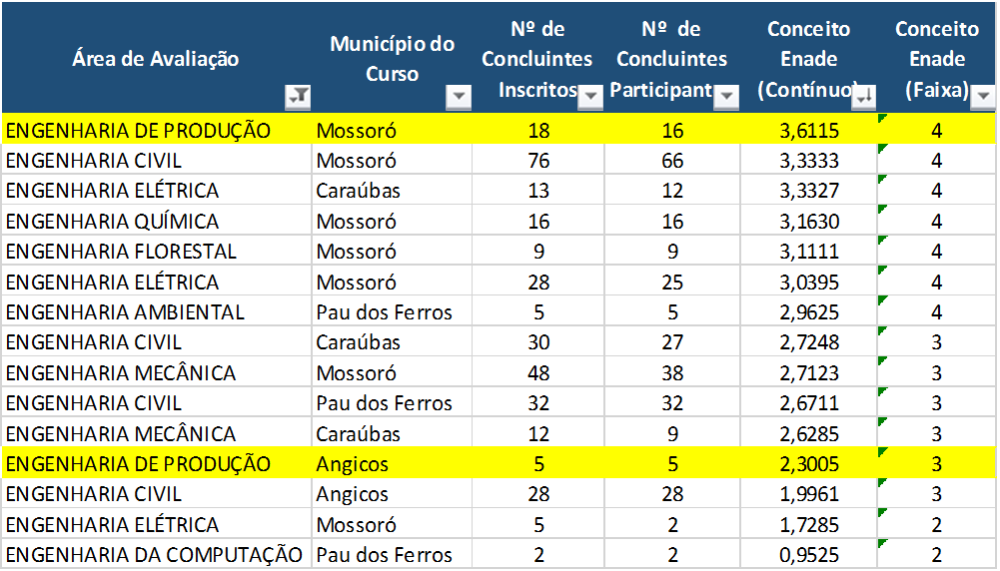 Área de Avaliação | Município do Curso | Nº de Concluintes Inscritos | Nº de Concluintes Participant | Conceito Enade (Contínuo) | Conceito Enade (Faixa)
ENGENHARIA DE PRODUÇÃO | Mossoró | 18 | 16 | 3,6115 | 4
ENGENHARIA CIVIL | Mossoró | 76 | 66 | 3,3333 | 4
ENGENHARIA ELÉTRICA | Caraúbas | 13 | 12 | 3,3327 | 4
ENGENHARIA QUÍMICA | Mossoró | 16 | 16 | 3,1630 | 4
ENGENHARIA FLORESTAL | Mossoró | 9 | 9 | 3,1111 | 4
ENGENHARIA ELÉTRICA | Mossoró | 28 | 25 | 3,0395 | 4
ENGENHARIA AMBIENTAL | Pau dos Ferros | 5 | 5 | 2,9625 | 4
ENGENHARIA CIVIL | Caraúbas | 30 | 27 | 2,7248 | 3
ENGENHARIA MECÂNICA | Mossoró | 48 | 38 | 2,7123 | 3
ENGENHARIA CIVIL | Pau dos Ferros | 32 | 32 | 2,6711 | 3
ENGENHARIA MECÂNICA | Caraúbas | 12 | 9 | 2,6285 | 3
ENGENHARIA DE PRODUÇÃO | Angicos | 5 | 5 | 2,3005 | 3
ENGENHARIA CIVIL | Angicos | 28 | 28 | 1,9961 | 3
ENGENHARIA ELÉTRICA | Mossoró | 5 | 2 | 1,7285 | 2
ENGENHARIA DA COMPUTAÇÃO | Pau dos Ferros | 2 | 2 | 0,9525 | 2